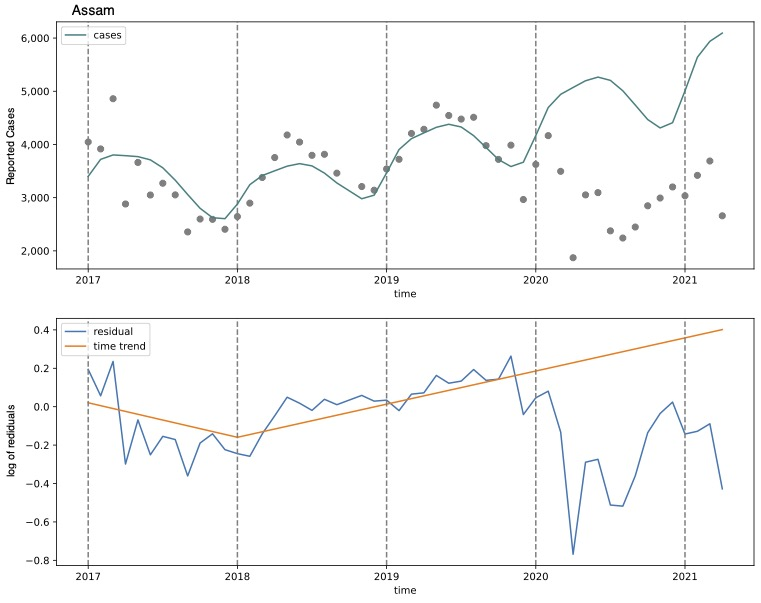 Assam
cases
6,000
5,000
4,000
3,000
2,000
Reported Cases
2017
2018
2019
2020
2021
time
residual
time trend
0.4
0.2
0.0
−0.2
−0.4
−0.6
−0.8
log of rediduals
2017
2018
2019
2020
2021
time